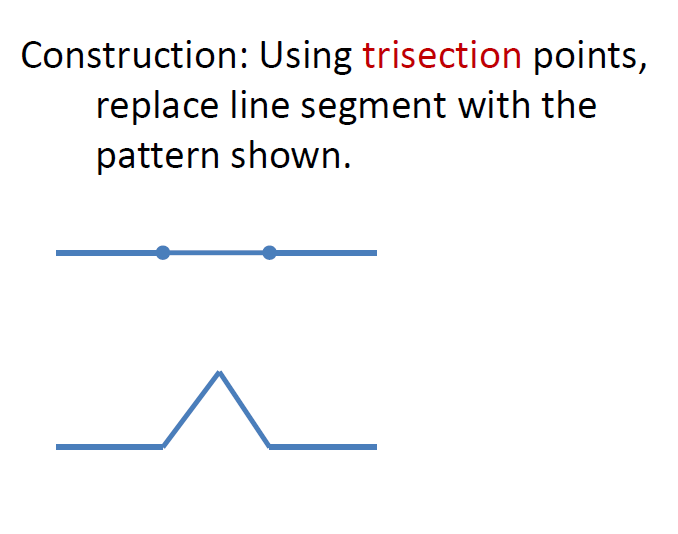 Construction: Using trisection points,
replace line segment with the
pattern shown.